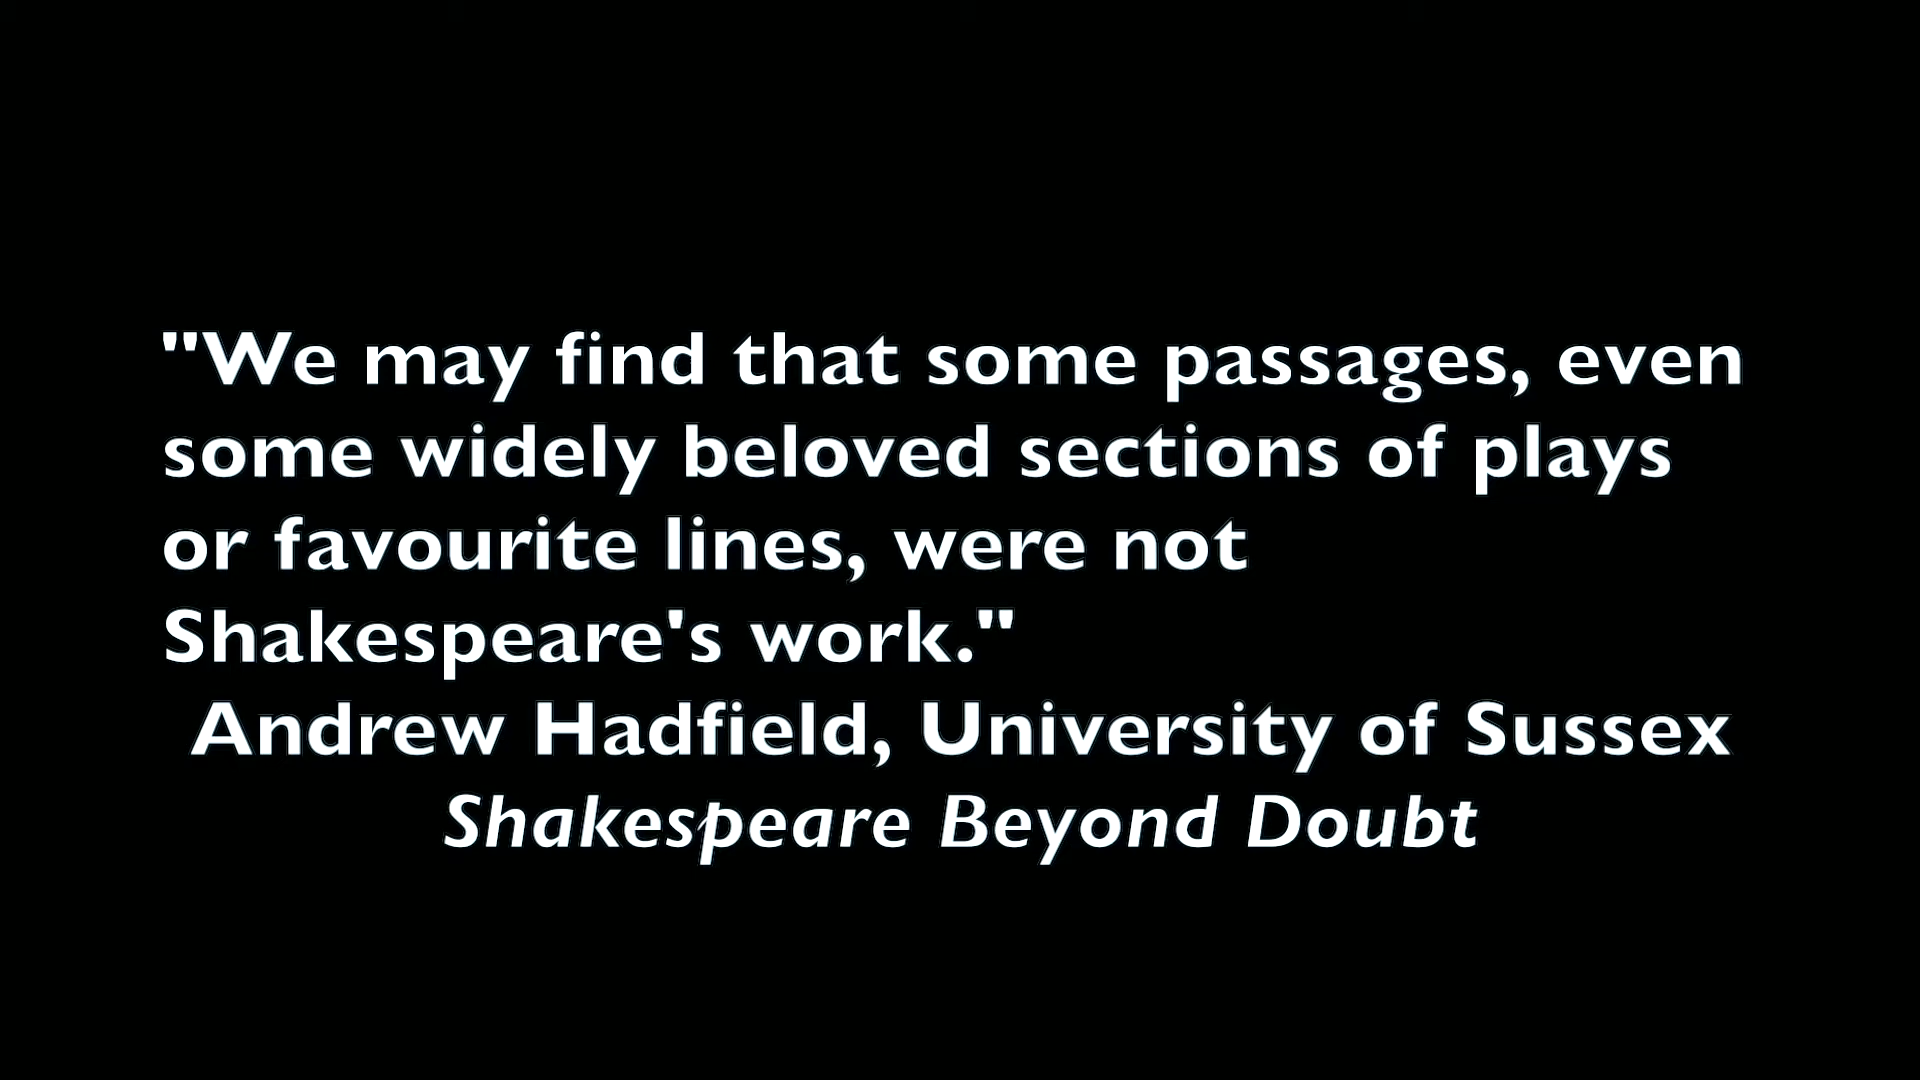 "We may find that some passages, even
some widely beloved sections of plays
or favourite lines, were not
Shakespeare's work."
Andrew Hadfield, University of Sussex
Shakespeare Beyond Doubt